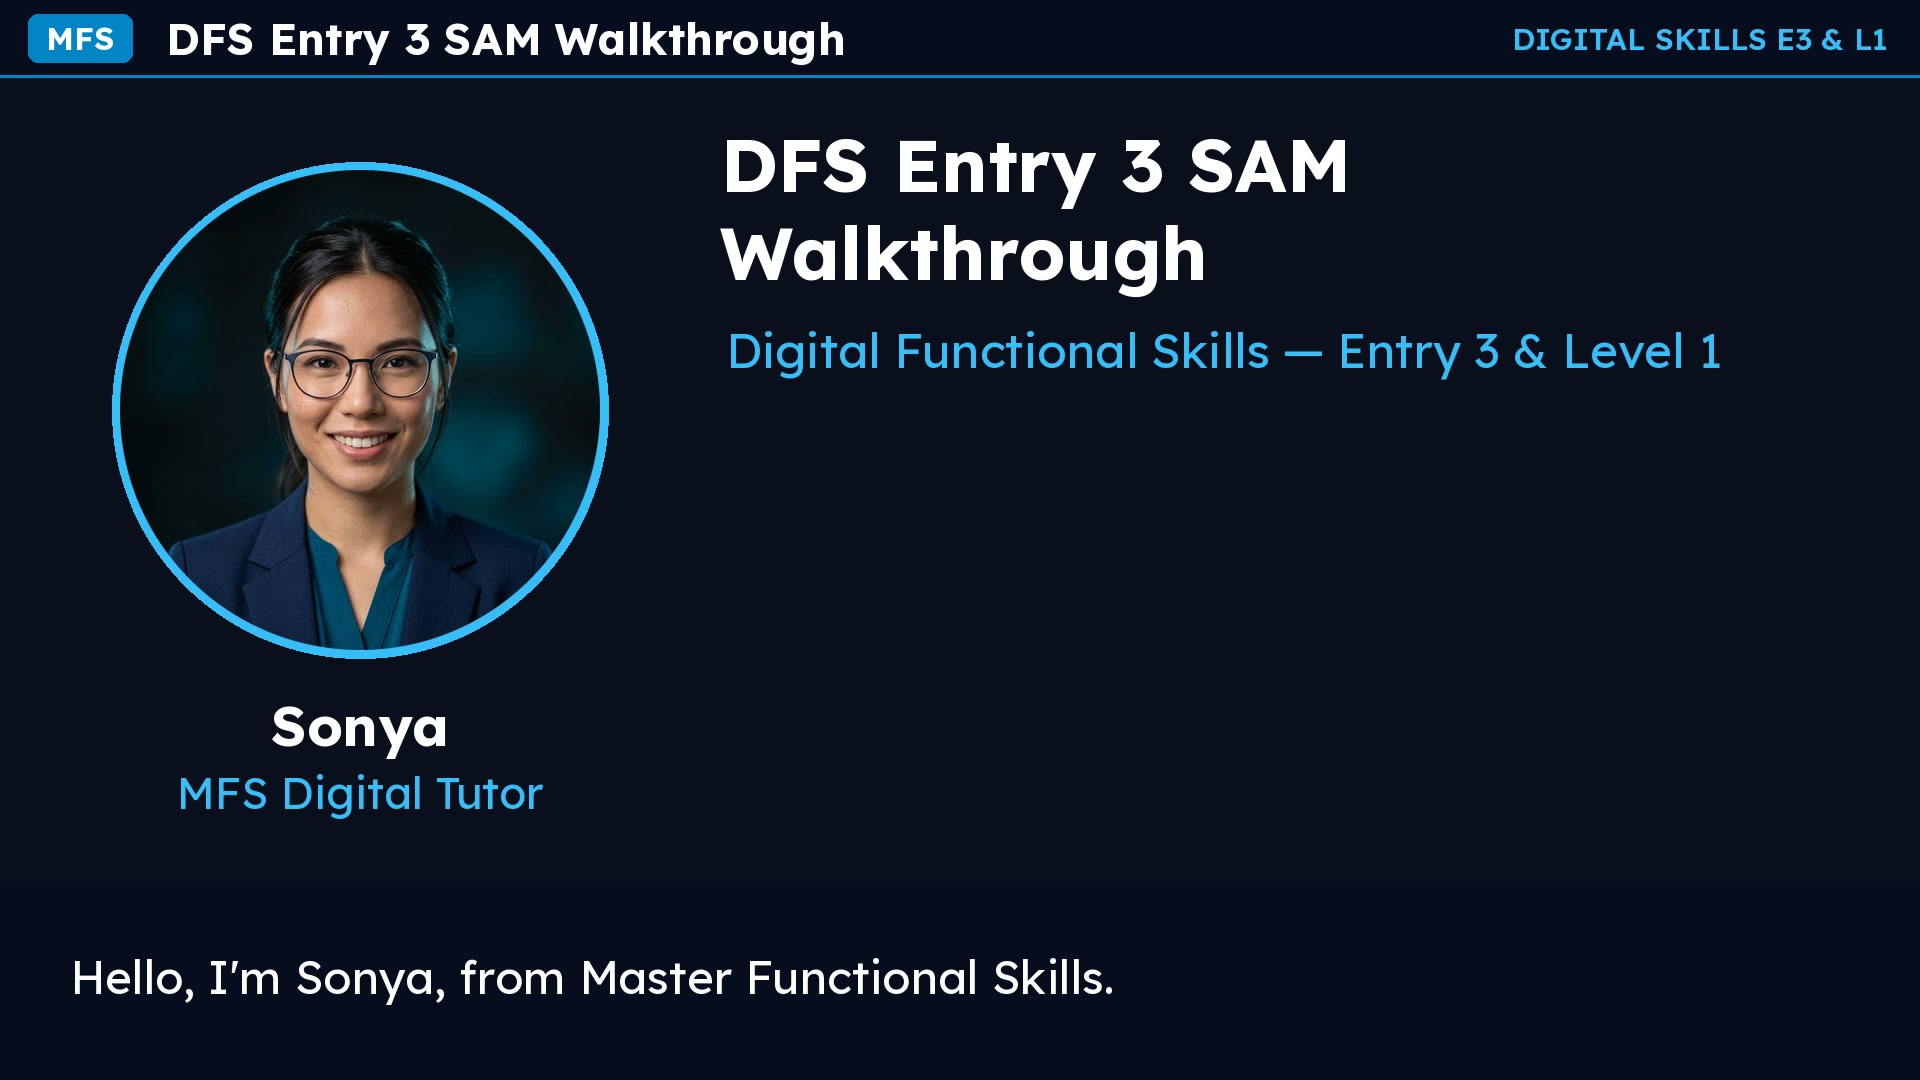 MFS
DFS Entry 3 SAM Walkthrough
DIGITAL SKILLS E3 & L1
DFS Entry 3 SAM
Walkthrough
Digital Functional Skills — Entry 3 & Level 1
Sonya
MFS Digital Tutor
Hello, I'm Sonya, from Master Functional Skills.